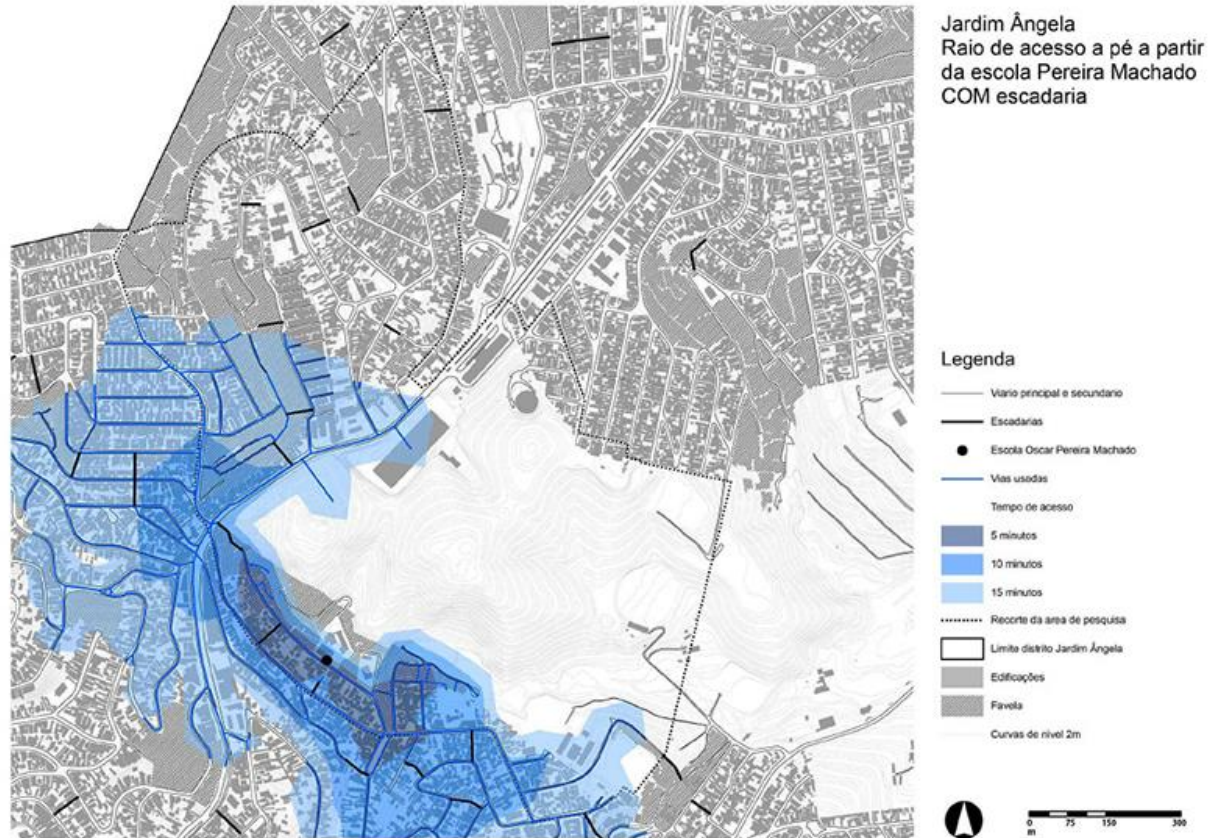 Jardim Ângela
Raio de acesso a pé a partir
da escola Pereira Machado
COM escadaria
Legenda
Viario principal e secundario
Escadarias
Escola Oscar Pereira Machado
Vias usadas
Tempo de acesso
5 minutos
10 minutos
15 minutos
Recorte da area de pesquisa
Limite distrito Jardim Ângela
Edificações
Favela
Curvas de nivel 2m
0 75 150 300
m